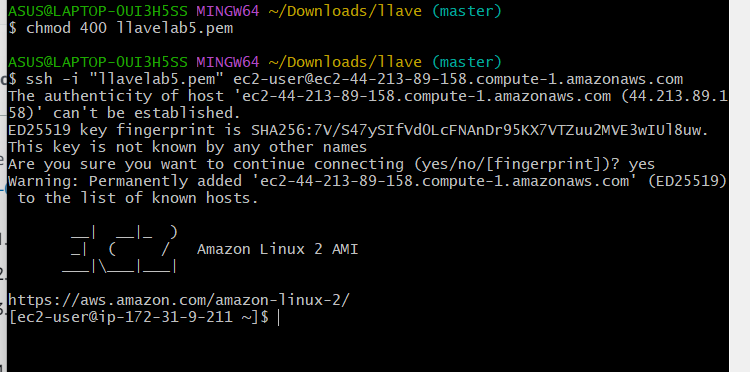 ASUS@LAPTOP-OUI3H5SS MINGW64 ~/Downloads/llave (master)
$ chmod 400 llavelab5.pem

ASUS@LAPTOP-OUI3H5SS MINGW64 ~/Downloads/llave (master)
$ ssh -i "llavelab5.pem" ec2-user@ec2-44-213-89-158.compute-1.amazonaws.com
The authenticity of host 'ec2-44-213-89-158.compute-1.amazonaws.com (44.213.89.1
58)' can't be established.
ED25519 key fingerprint is SHA256:7V/S47ySIfVdOLcFNAnDr95KX7VTZuu2MVE3wIUl8uw.
This key is not known by any other names
Are you sure you want to continue connecting (yes/no/[fingerprint])? yes
Warning: Permanently added 'ec2-44-213-89-158.compute-1.amazonaws.com' (ED25519)
 to the list of known hosts.

       __|  __|_  )
       _|  (     /   Amazon Linux 2 AMI
      ___|\___|___|

https://aws.amazon.com/amazon-linux-2/
[ec2-user@ip-172-31-9-211 ~]$